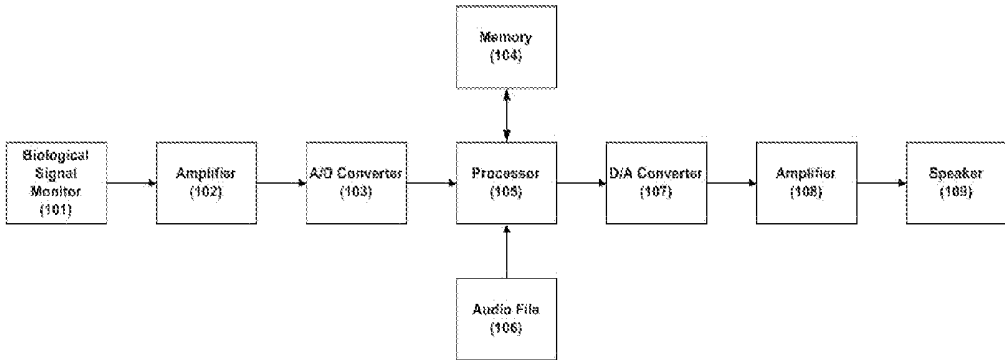 Memory
(104)
Biological
Signal
Monitor
(101)
Amplifier
(102)
A/D Converter
(103)
Processor
(105)
D/A Converter
(107)
Amplifier
(108)
Speaker
(109)
Audio File
(106)